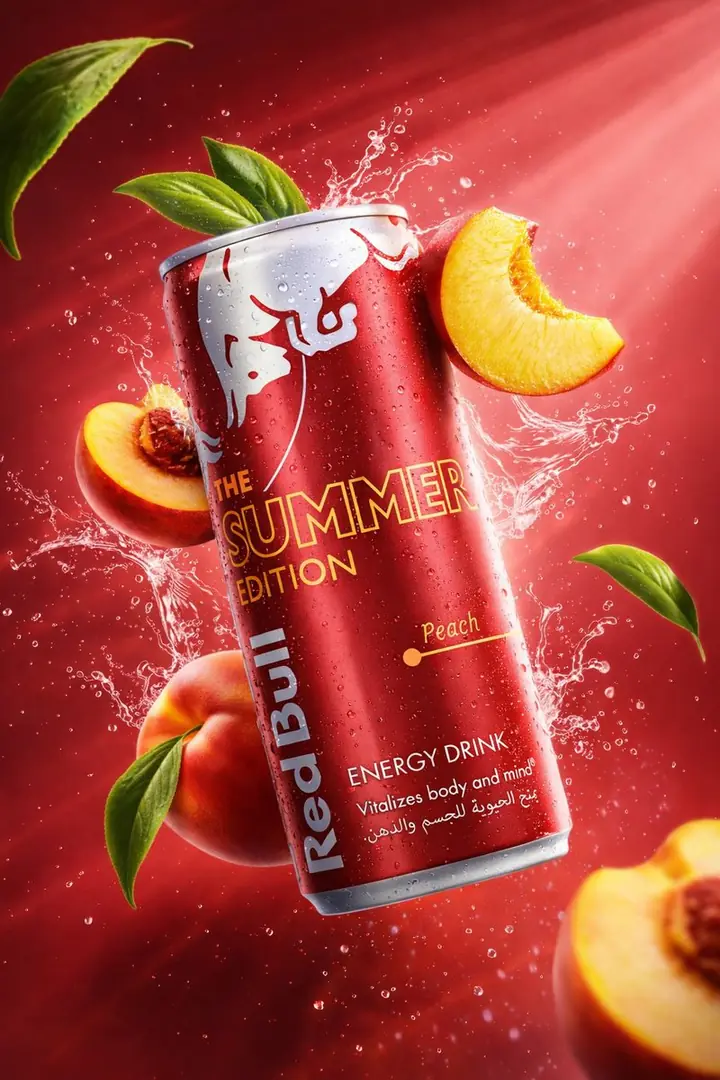 THE
SUMMER
EDITION
Peach
Red Bull
ENERGY DRINK
Vitalizes body and mind®
يمنح الحيوية للجسم والذهن.